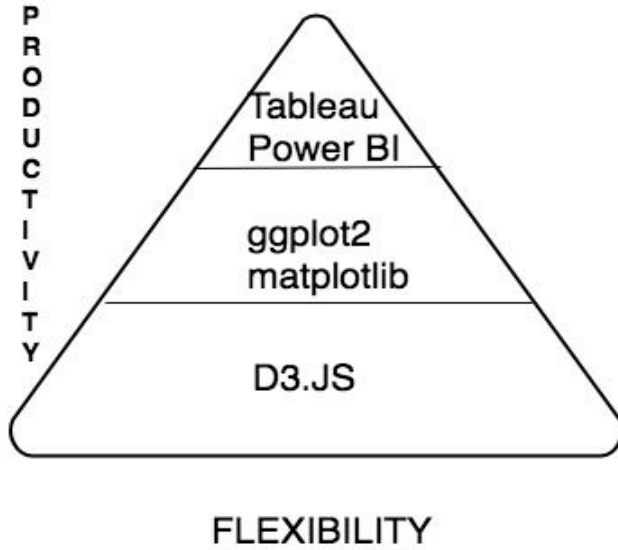 PRODUCTIVITY
Tableau
Power BI
ggplot2
matplotlib
D3.JS
FLEXIBILITY